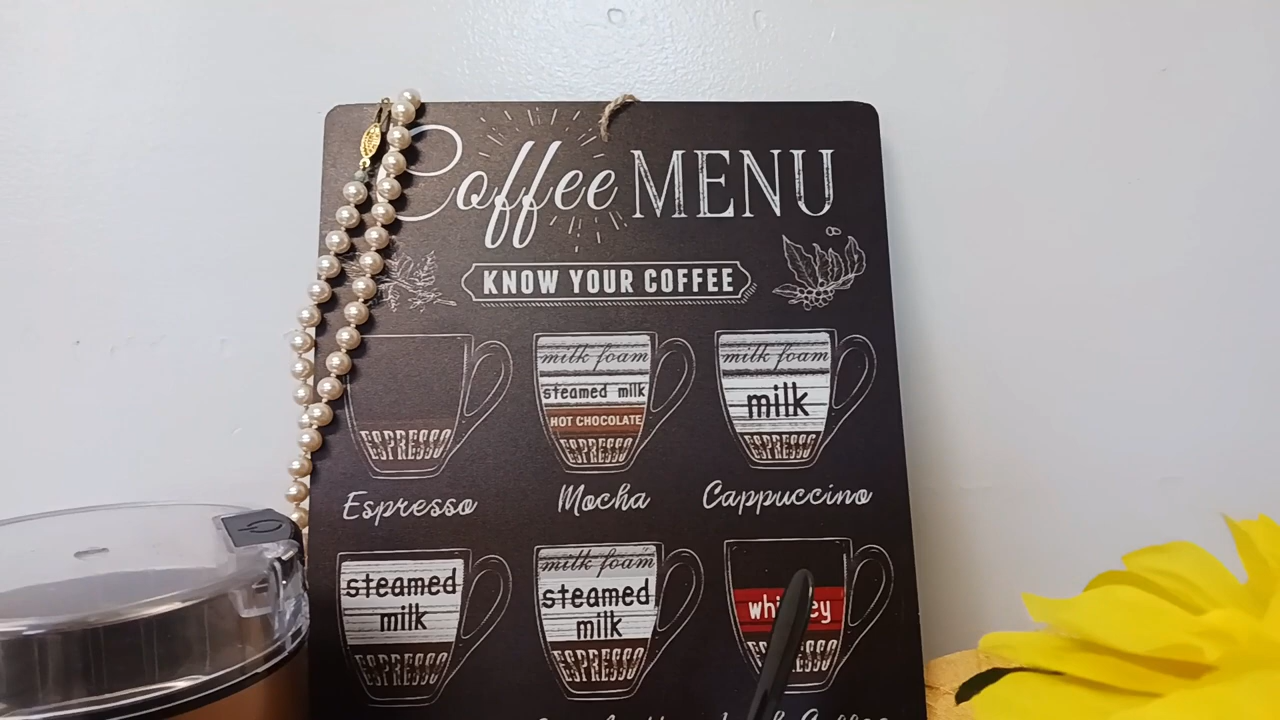 Coffee MENU
KNOW YOUR COFFEE
ESPRESSO
Espresso
milk foam
steamed milk
HOT CHOCOLATE
ESPRESSO
Mocha
milk foam
milk
ESPRESSO
Cappuccino
steamed
milk
ESPRESSO
milk foam
steamed
milk
ESPRESSO
ESPRESSO